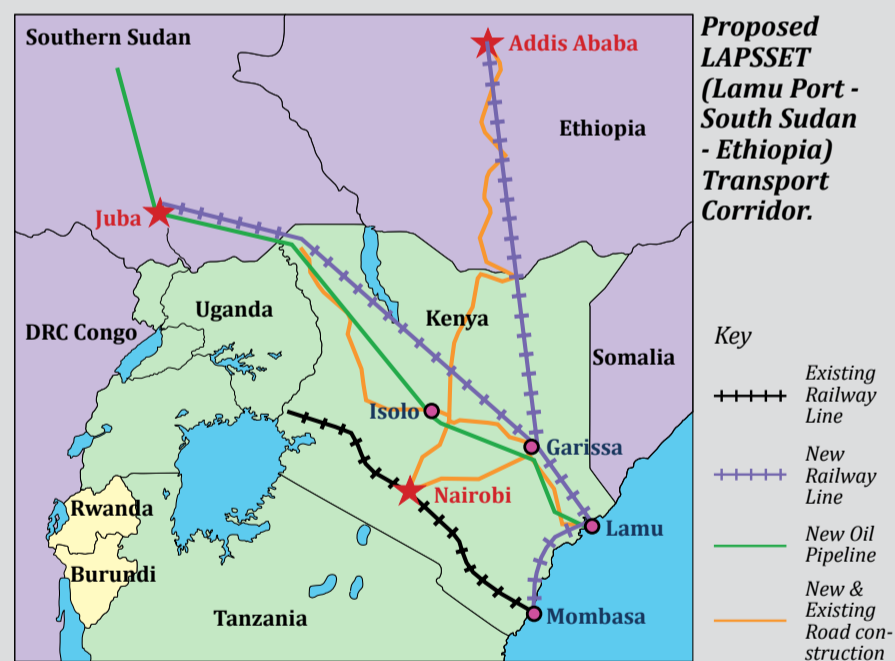 Southern Sudan
Addis Ababa
Ethiopia
Juba
Uganda
DRC Congo
Kenya
Somalia
Isolo
Garissa
Nairobi
Rwanda
Lamu
Burundi
Tanzania
Mombasa
Proposed
LAPSSET
(Lamu Port -
South Sudan
- Ethiopia)
Transport
Corridor.
Key
Existing
Railway
Line
New
Railway
Line
New Oil
Pipeline
New &
Existing
Road con-
struction